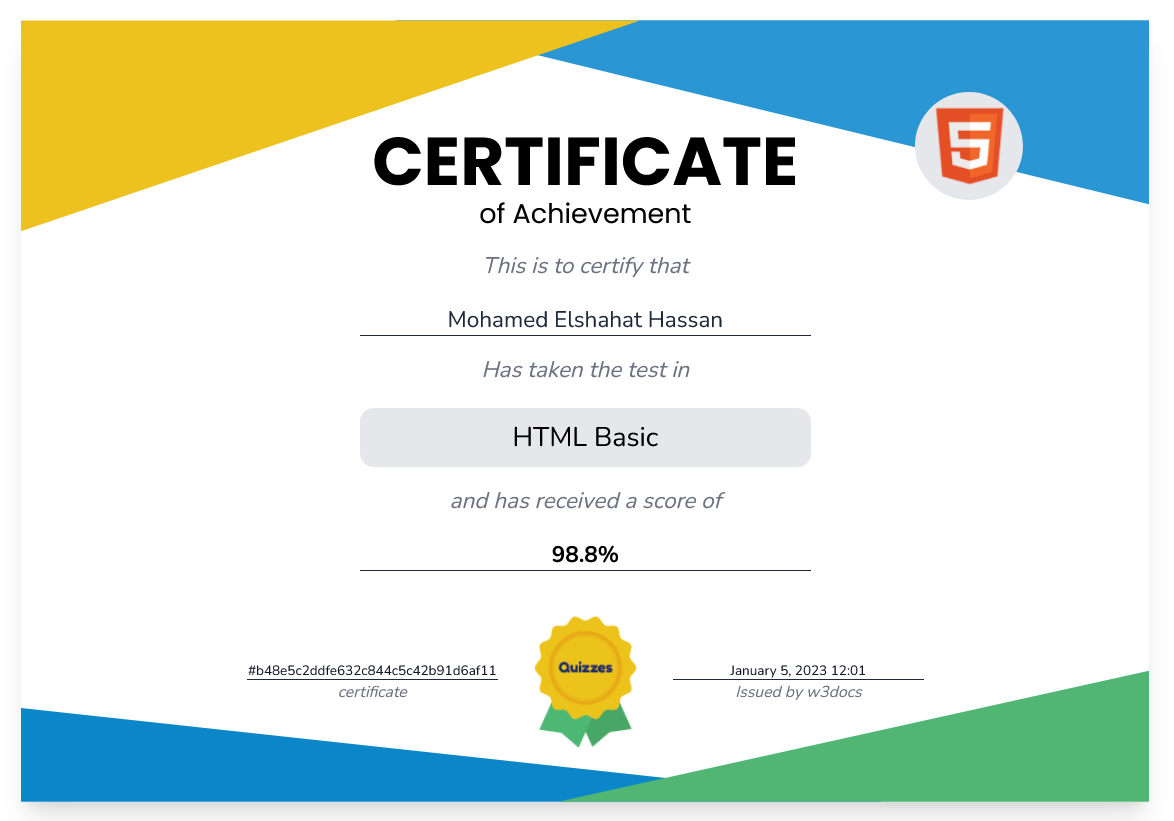 CERTIFICATE
of Achievement
This is to certify that
Mohamed Elshahat Hassan
Has taken the test in
HTML Basic
and has received a score of
98.8%
Quizzes
#b48e5c2ddfe632c844c5c42b91d6af11
certificate
January 5, 2023 12:01
Issued by w3docs